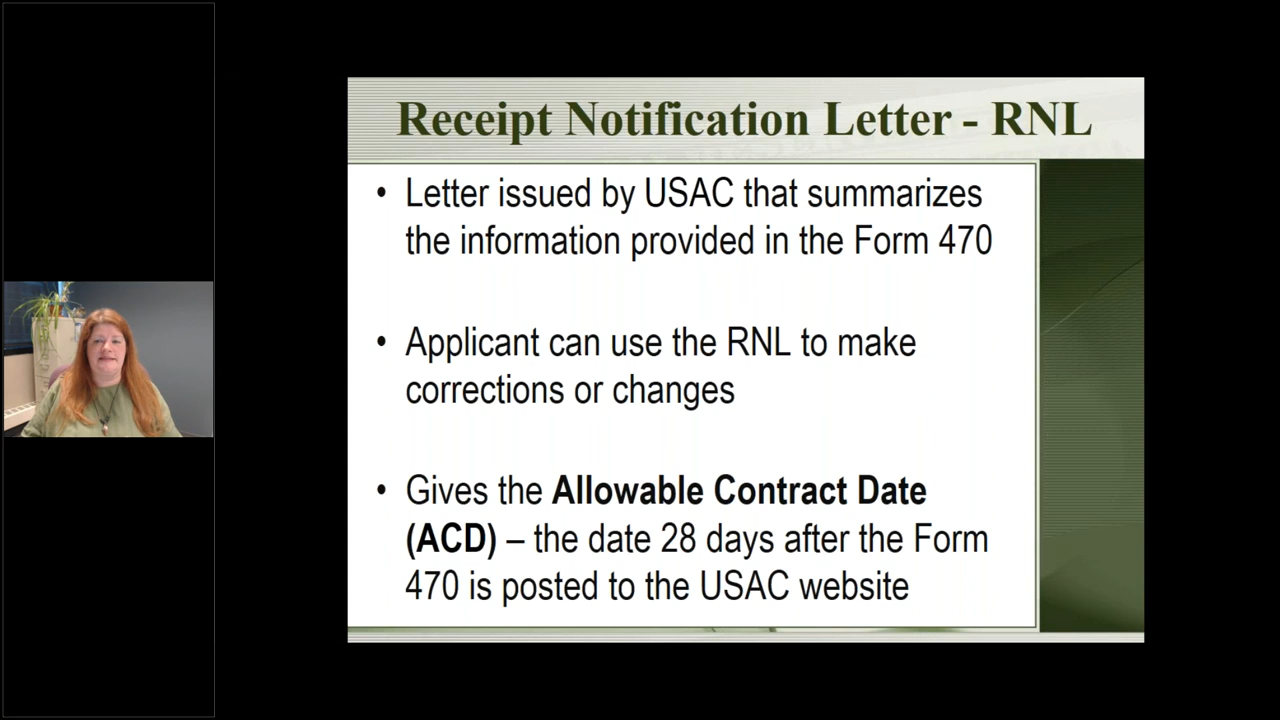 Receipt Notification Letter - RNL
• Letter issued by USAC that summarizes
the information provided in the Form 470
• Applicant can use the RNL to make
corrections or changes
• Gives the Allowable Contract Date
(ACD) – the date 28 days after the Form
470 is posted to the USAC website